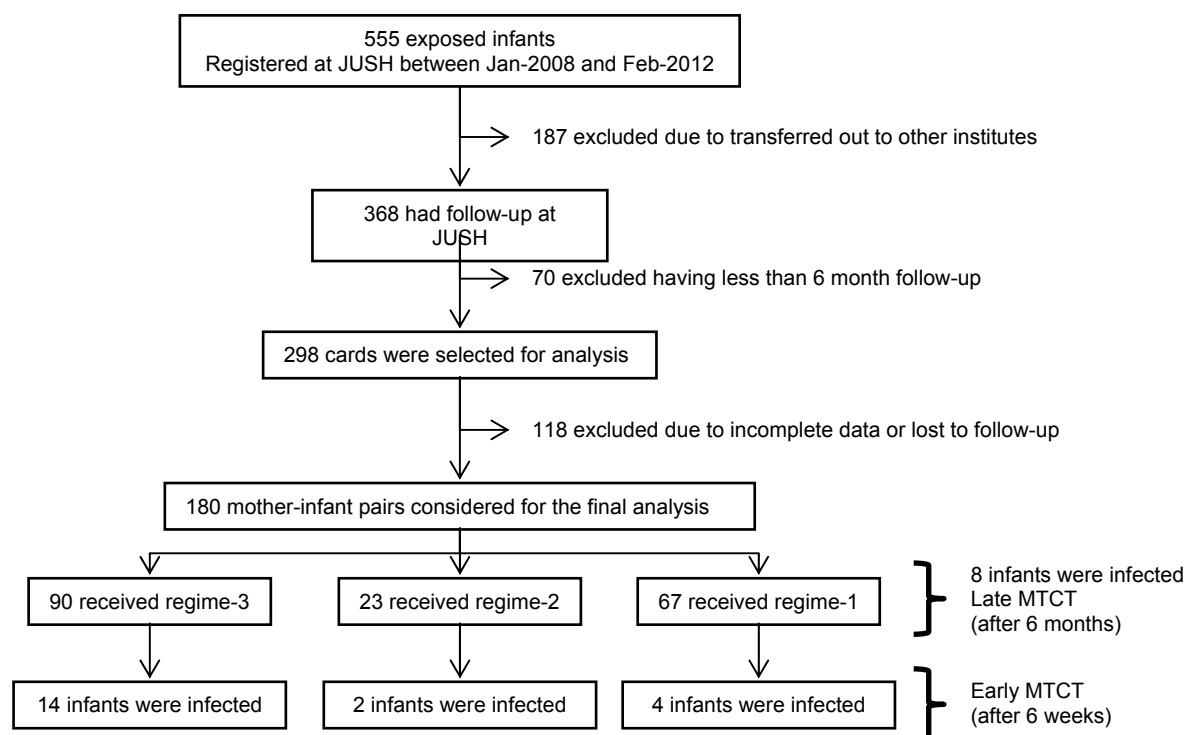 555 exposed infants
Registered at JUSH between Jan-2008 and Feb-2012
187 excluded due to transferred out to other institutes
368 had follow-up at
JUSH
70 excluded having less than 6 month follow-up
298 cards were selected for analysis
118 excluded due to incomplete data or lost to follow-up
180 mother-infant pairs considered for the final analysis
90 received regime-3
23 received regime-2
67 received regime-1
8 infants were infected
Late MTCT
(after 6 months)
14 infants were infected
2 infants were infected
4 infants were infected
Early MTCT
(after 6 weeks)